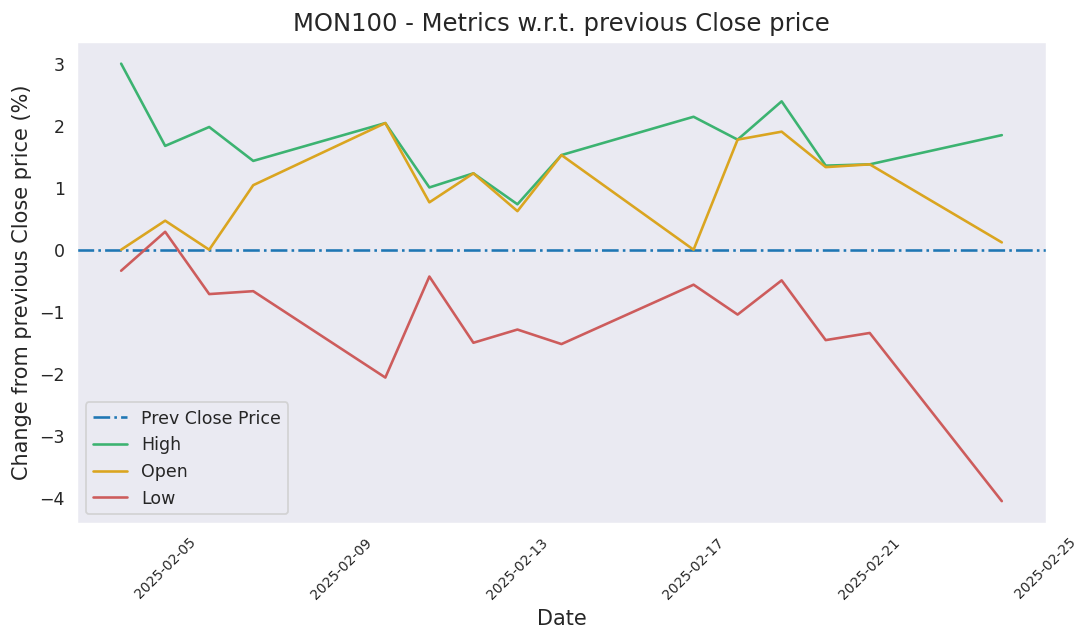 MON100 - Metrics w.r.t. previous Close price
Change from previous Close price (%)
3
2
1
0
−1
−2
−3
−4
Prev Close Price
High
Open
Low
2025-02-05
2025-02-09
2025-02-13
2025-02-17
2025-02-21
2025-02-25
Date